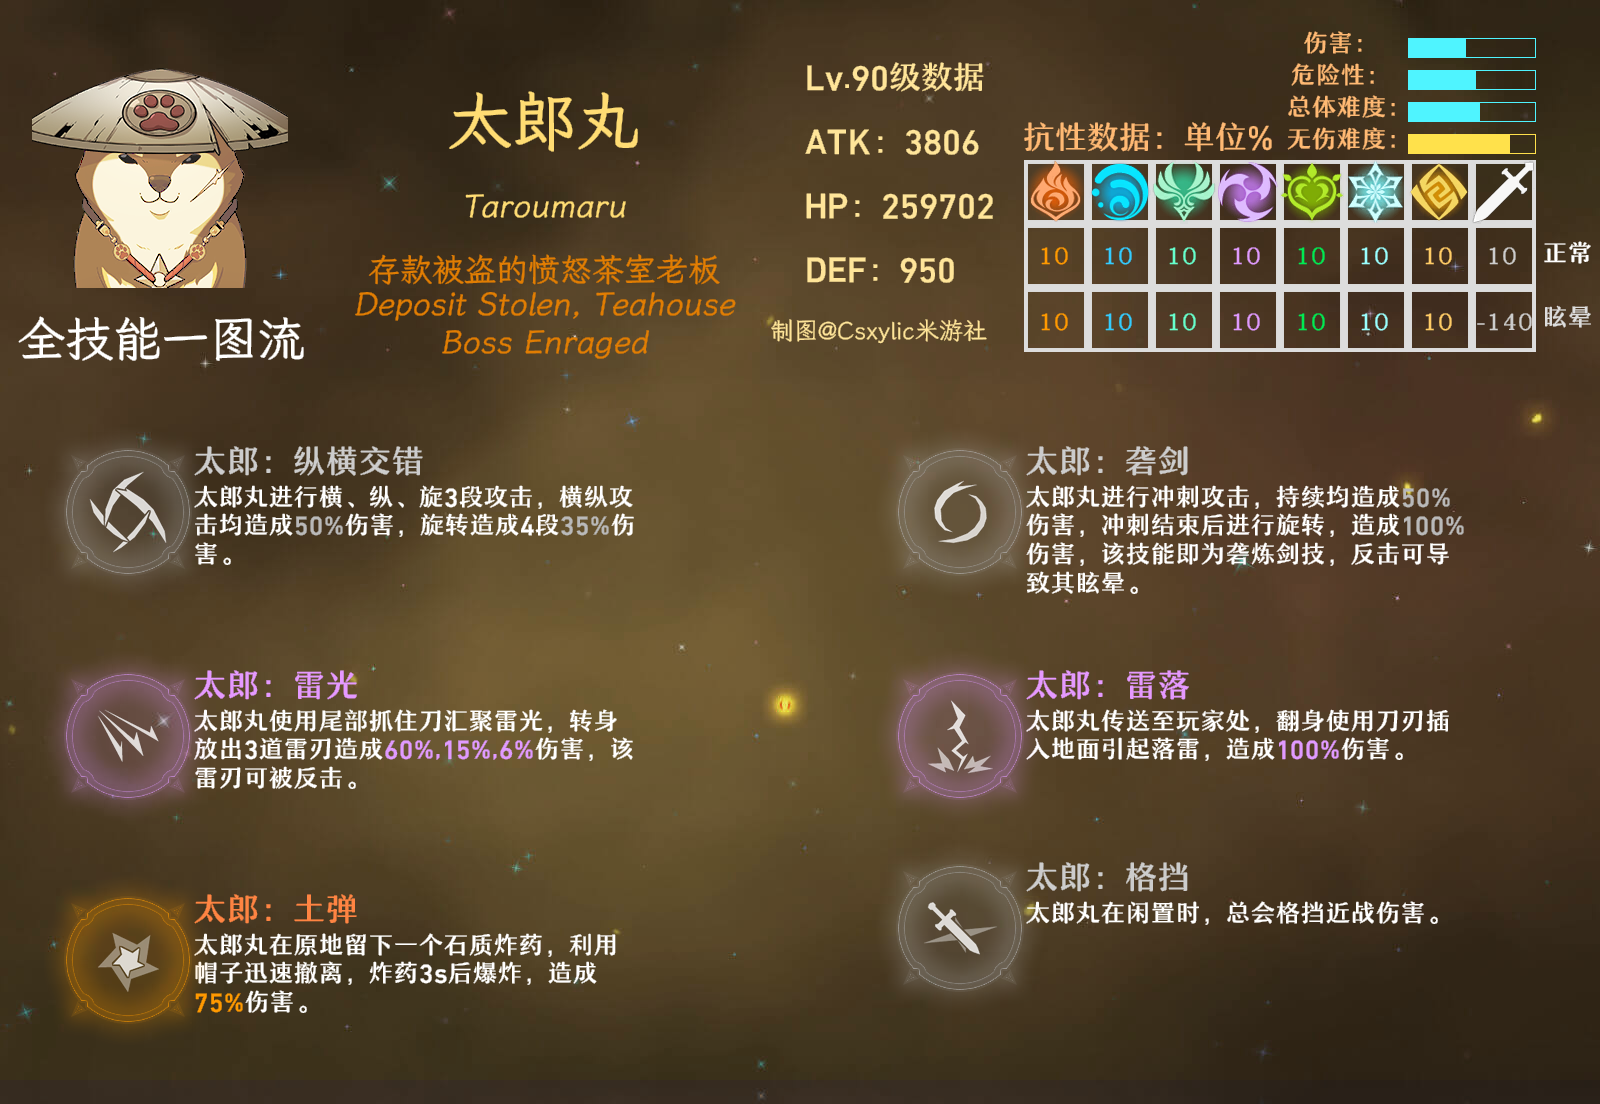 太郎丸
Taroumaru
存款被盗的愤怒茶室老板
Deposit Stolen, Teahouse
Boss Enraged
全技能一图流
Lv.90级数据
ATK：3806
HP：259702
DEF：950
制图@Csxylic米游社
伤害：
危险性：
总体难度：
无伤难度：
抗性数据：单位%
10 10 10 10 10 10 10 10 正常
10 10 10 10 10 10 10 -140 眩晕
太郎：纵横交错
太郎丸进行横、纵、旋3段攻击，横纵攻
击均造成50%伤害，旋转造成4段35%伤
害。
太郎：砻剑
太郎丸进行冲刺攻击，持续均造成50%
伤害，冲刺结束后进行旋转，造成100%
伤害，该技能即为砻炼剑技，反击可导
致其眩晕。
太郎：雷光
太郎丸使用尾部抓住刀汇聚雷光，转身
放出3道雷刃造成60%,15%,6%伤害，该
雷刃可被反击。
太郎：雷落
太郎丸传送至玩家处，翻身使用刀刃插
入地面引起落雷，造成100%伤害。
太郎：土弹
太郎丸在原地留下一个石质炸药，利用
帽子迅速撤离，炸药3s后爆炸，造成
75%伤害。
太郎：格挡
太郎丸在闲置时，总会格挡近战伤害。